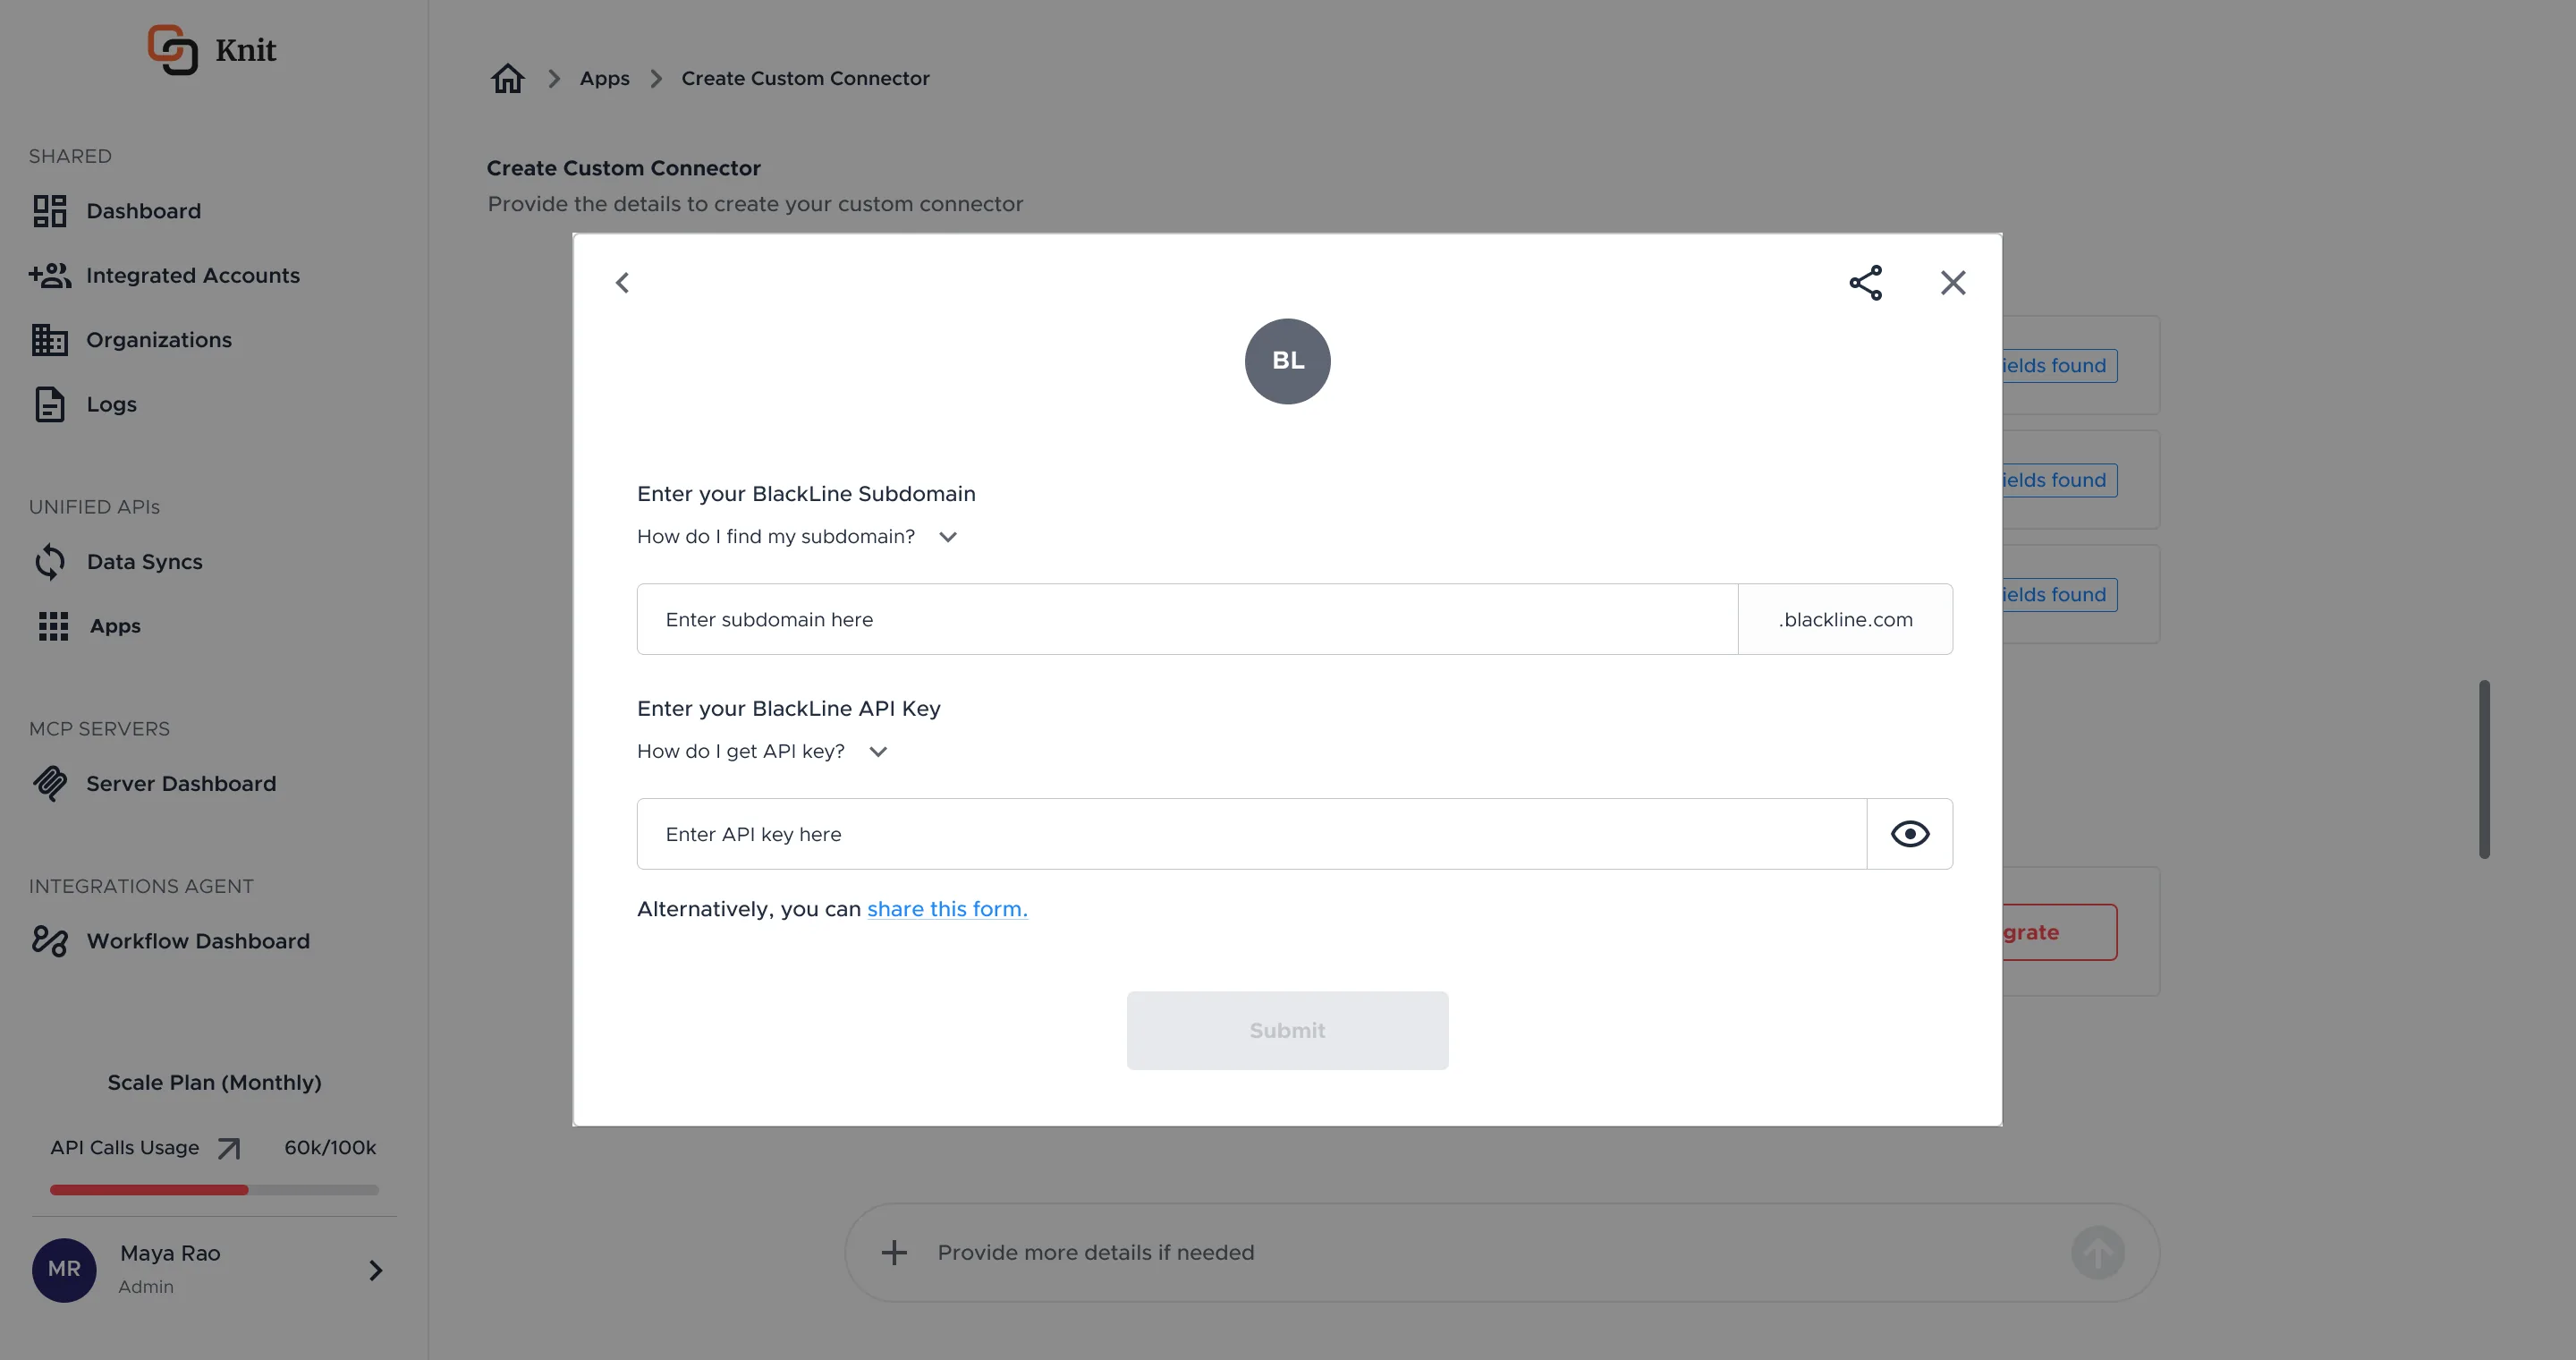 Knit
SHARED
Dashboard
Integrated Accounts
Organizations
Logs
UNIFIED APIs
Data Syncs
Apps
MCP SERVERS
Server Dashboard
INTEGRATIONS AGENT
Workflow Dashboard
Scale Plan (Monthly)
API Calls Usage 60k/100k
MR
Maya Rao
Admin
Apps
Create Custom Connector
Create Custom Connector
Provide the details to create your custom connector
BL
Enter your BlackLine Subdomain
How do I find my subdomain?
Enter subdomain here
.blackline.com
Enter your BlackLine API Key
How do I get API key?
Enter API key here
Alternatively, you can share this form.
Submit
ields found
ields found
ields found
grate
Provide more details if needed